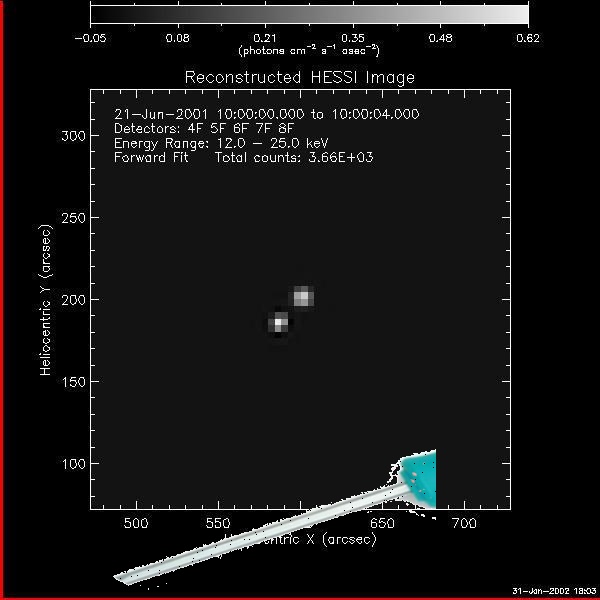 -0.05 0.08 0.21 0.35 0.48 0.62
(photons cm⁻² s⁻¹ asec⁻²)
Reconstructed HESSI Image
21-Jun-2001 10:00:00.000 to 10:00:04.000
Detectors: 4F 5F 6F 7F 8F
Energy Range: 12.0 - 25.0 keV
Forward Fit Total counts: 3.66E+03
300
250
200
150
100
Heliocentric Y (arcsec)
500 550 650 700
X (arcsec)
31-Jan-2002 18:03